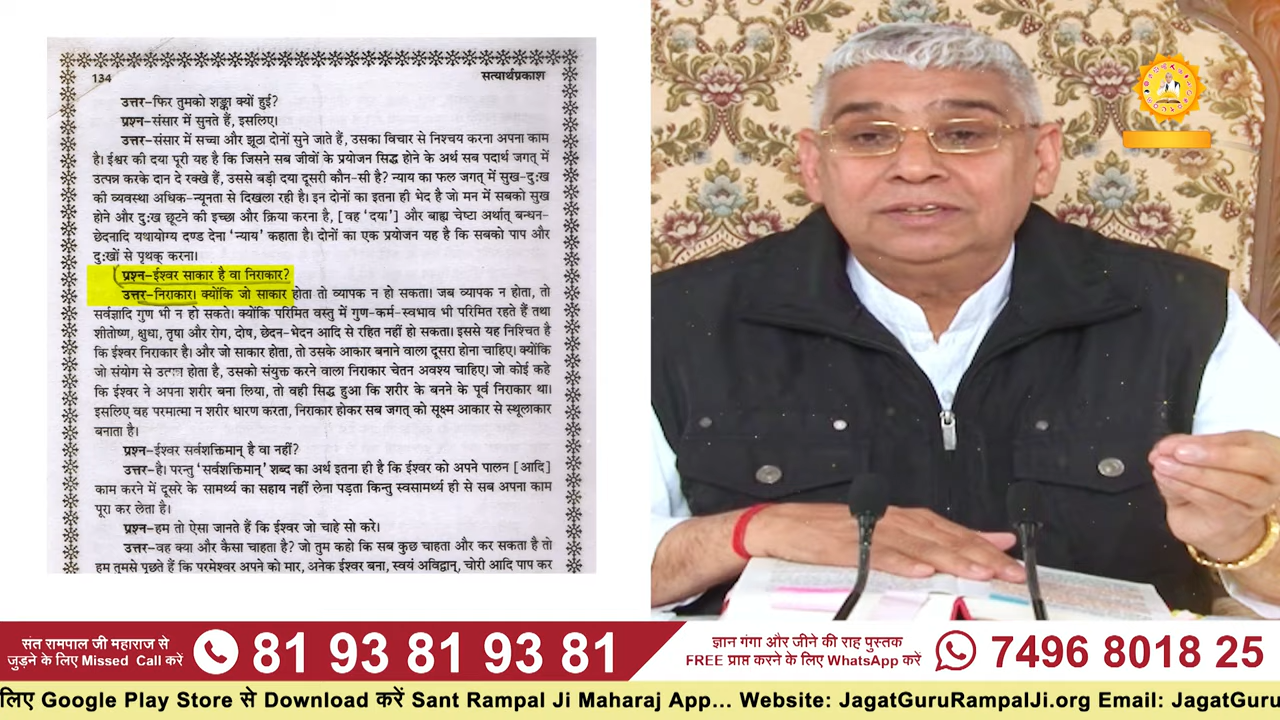 134
सत्यार्थप्रकाश
उत्तर–फिर तुमको शङ्का क्यों हुई?
प्रश्न–संसार में सुनते हैं, इसलिए।
उत्तर–संसार में सच्चा और झूठा दोनों सुने जाते हैं, उसका विचार से निश्चय करना अपना काम
है। ईश्वर की दया पूरी यह है कि जिसने सब जीवों के प्रयोजन सिद्ध होने के अर्थ सब पदार्थ जगत् में
उत्पन्न करके दान दे रक्खे हैं, उससे बड़ी दया दूसरी कौन-सी है? न्याय का फल जगत् में सुख-दुःख
की व्यवस्था अधिक-न्यूनता से दिखला रही है। इन दोनों का इतना ही भेद है जो मन में सबको सुख
होने और दुःख छूटने की इच्छा और क्रिया करना है, [वह ‘दया’] और बाह्य चेष्टा अर्थात् बन्धन-
छेदनादि यथायोग्य दण्ड देना ‘न्याय’ कहाता है। दोनों का एक प्रयोजन यह है कि सबको पाप और
दुःखों से पृथक् करना।
प्रश्न–ईश्वर साकार है वा निराकार?
उत्तर–निराकार। क्योंकि जो साकार होता तो व्यापक न हो सकता। जब व्यापक न होता, तो
सर्वज्ञादि गुण भी न हो सकते। क्योंकि परिमित वस्तु में गुण-कर्म-स्वभाव भी परिमित रहते हैं तथा
शीतोष्ण, क्षुधा, तृषा और रोग, दोष, छेदन-भेदन आदि से रहित नहीं हो सकता। इससे यह निश्चित है
कि ईश्वर निराकार है। और जो साकार होता, तो उसके आकार बनाने वाला दूसरा होना चाहिए। क्योंकि
जो संयोग से उत्पन्न होता है, उसको संयुक्त करने वाला निराकार चेतन अवश्य चाहिए। जो कोई कहे
कि ईश्वर ने अपना शरीर बना लिया, तो वही सिद्ध हुआ कि शरीर के बनने के पूर्व निराकार था।
इसलिए वह परमात्मा न शरीर धारण करता, निराकार होकर सब जगत् को सूक्ष्म आकार से स्थूलाकार
बनाता है।
प्रश्न–ईश्वर सर्वशक्तिमान् है वा नहीं?
उत्तर–है। परन्तु ‘सर्वशक्तिमान्’ शब्द का अर्थ इतना ही है कि ईश्वर को अपने पालन [आदि]
काम करने में दूसरे के सामर्थ्य का सहाय नहीं लेना पड़ता किन्तु स्वसामर्थ्य ही से सब अपना काम
पूरा कर लेता है।
प्रश्न–हम तो ऐसा जानते हैं कि ईश्वर जो चाहे सो करे।
उत्तर–वह क्या और कैसा चाहता है? जो तुम कहो कि सब कुछ चाहता और कर सकता है तो
हम तुमसे पूछते हैं कि परमेश्वर अपने को मार, अनेक ईश्वर बना, स्वयं अविद्वान्, चोरी आदि पाप कर
संत रामपाल जी महाराज से
जुड़ने के लिए Missed Call करें
81 93 81 93 81
ज्ञान गंगा और जीने की राह पुस्तक
FREE प्राप्त करने के लिए WhatsApp करें
7496 8018 25
लिए Google Play Store से Download करें Sant Rampal Ji Maharaj App... Website: JagatGuruRampalJi.org Email: JagatGuru